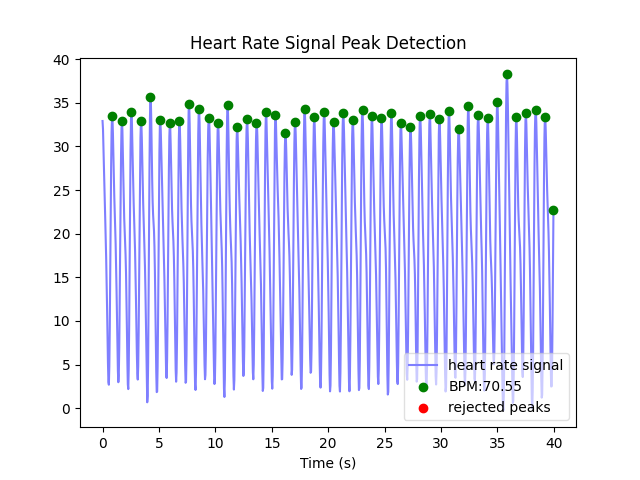 Heart Rate Signal Peak Detection
40
35
30
25
20
15
10
5
0
heart rate signal
BPM:70.55
rejected peaks
0 5 10 15 20 25 30 35 40
Time (s)